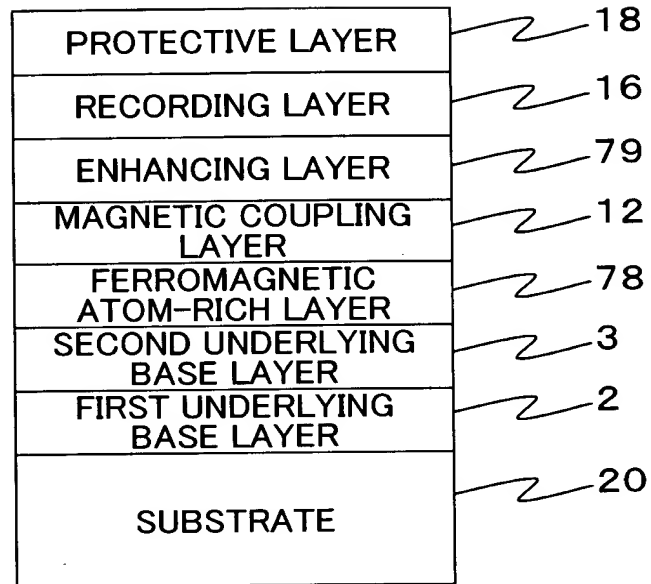 PROTECTIVE LAYER 18
RECORDING LAYER 16
ENHANCING LAYER 79
MAGNETIC COUPLING
LAYER 12
FERROMAGNETIC
ATOM-RICH LAYER 78
SECOND UNDERLYING
BASE LAYER 3
FIRST UNDERLYING
BASE LAYER 2
SUBSTRATE 20